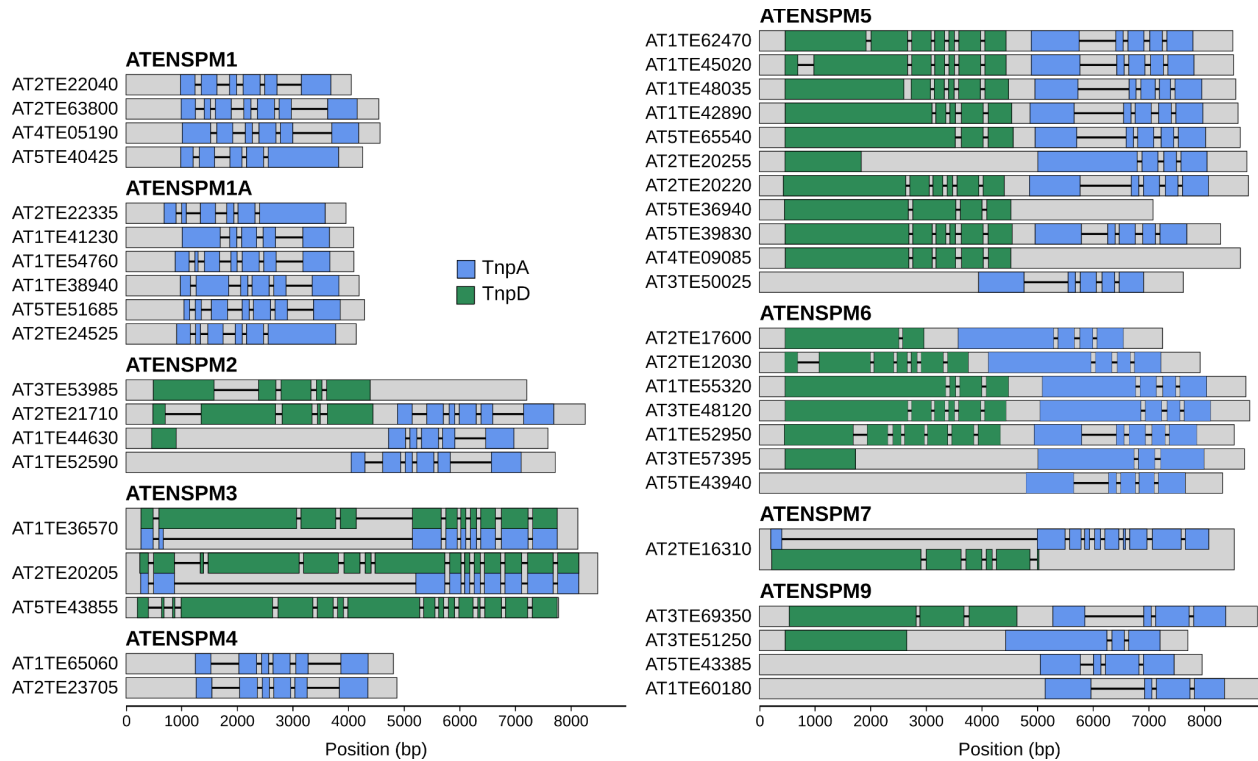 ATENSPM1
AT2TE22040
AT2TE63800
AT4TE05190
AT5TE40425
ATENSPM1A
AT2TE22335
AT1TE41230
AT1TE54760
AT1TE38940
AT5TE51685
AT2TE24525
ATENSPM2
AT3TE53985
AT2TE21710
AT1TE44630
AT1TE52590
ATENSPM3
AT1TE36570
AT2TE20205
AT5TE43855
ATENSPM4
AT1TE65060
AT2TE23705
0 1000 2000 3000 4000 5000 6000 7000 8000
Position (bp)
TnpA
TnpD
ATENSPM5
AT1TE62470
AT1TE45020
AT1TE48035
AT1TE42890
AT5TE65540
AT2TE20255
AT2TE20220
AT5TE36940
AT5TE39830
AT4TE09085
AT3TE50025
ATENSPM6
AT2TE17600
AT2TE12030
AT1TE55320
AT3TE48120
AT1TE52950
AT3TE57395
AT5TE43940
ATENSPM7
AT2TE16310
ATENSPM9
AT3TE69350
AT3TE51250
AT5TE43385
AT1TE60180
0 1000 2000 3000 4000 5000 6000 7000 8000
Position (bp)